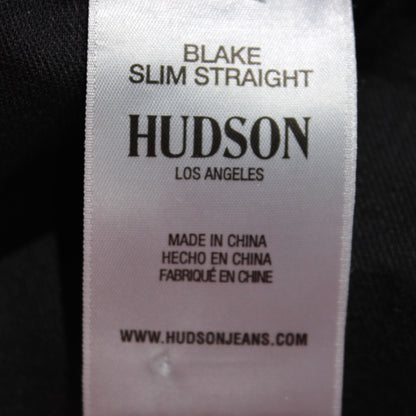 BLAKE
SLIM STRAIGHT
HUDSON
LOS ANGELES
MADE IN CHINA
HECHO EN CHINA
FABRIQUÉ EN CHINE
WWW.HUDSONJEANS.COM